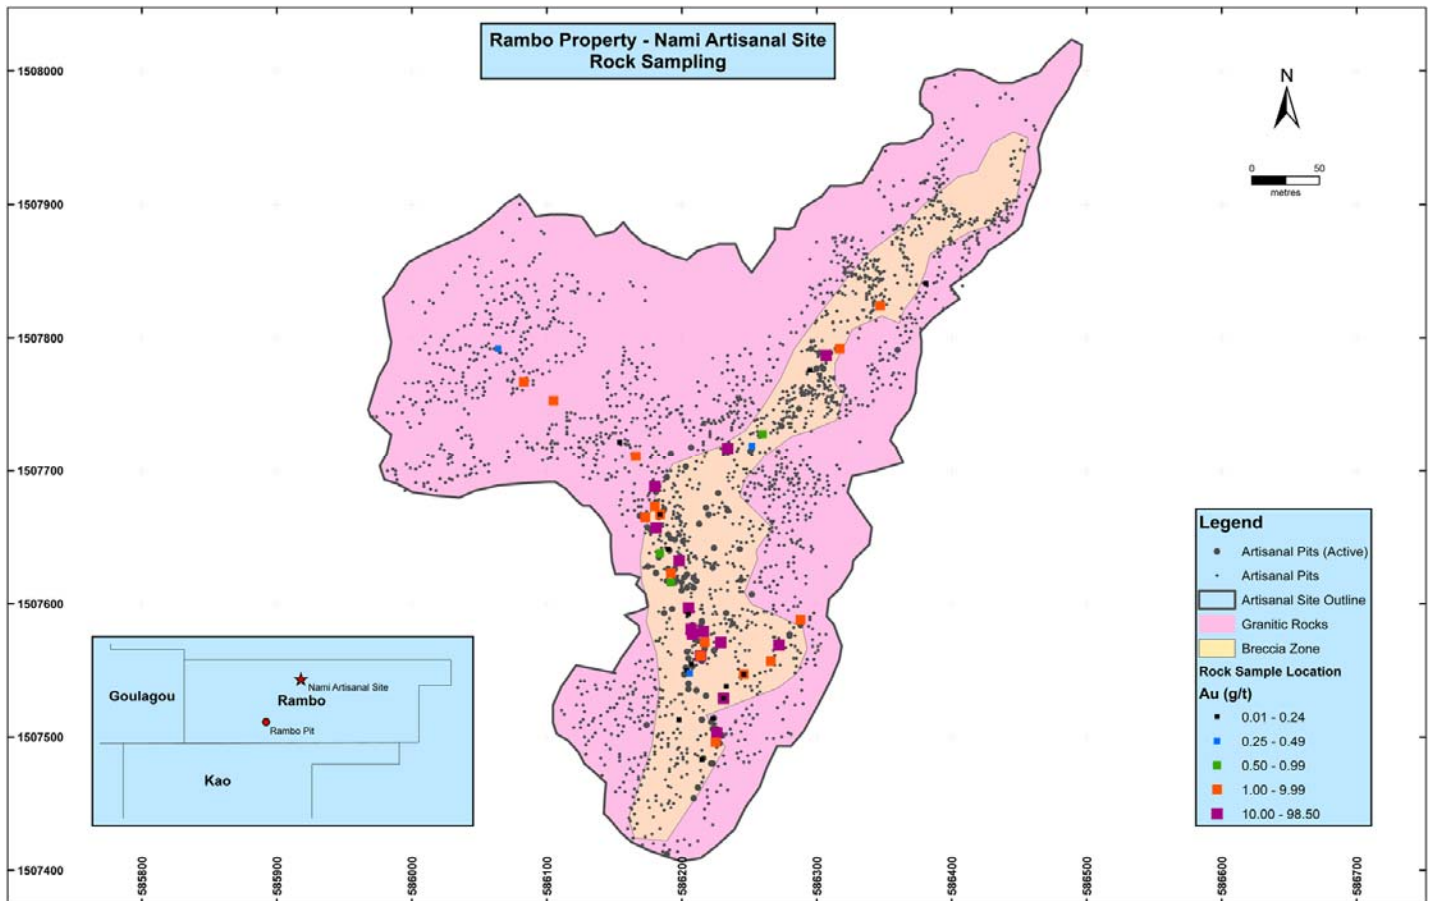 Rambo Property - Nami Artisanal Site
Rock Sampling
1508000
1507900
1507800
1507700
1507600
1507500
1507400
N
0 50
metres
Legend
Artisanal Pits (Active)
Artisanal Pits
Artisanal Site Outline
Granitic Rocks
Breccia Zone
Rock Sample Location
Au (g/t)
0.01 - 0.24
0.25 - 0.49
0.50 - 0.99
1.00 - 9.99
10.00 - 98.50
Goulagou
Nami Artisanal Site
Rambo
Rambo Pit
Kao
585800
585900
586000
586100
586200
586300
586400
586500
586600
586700